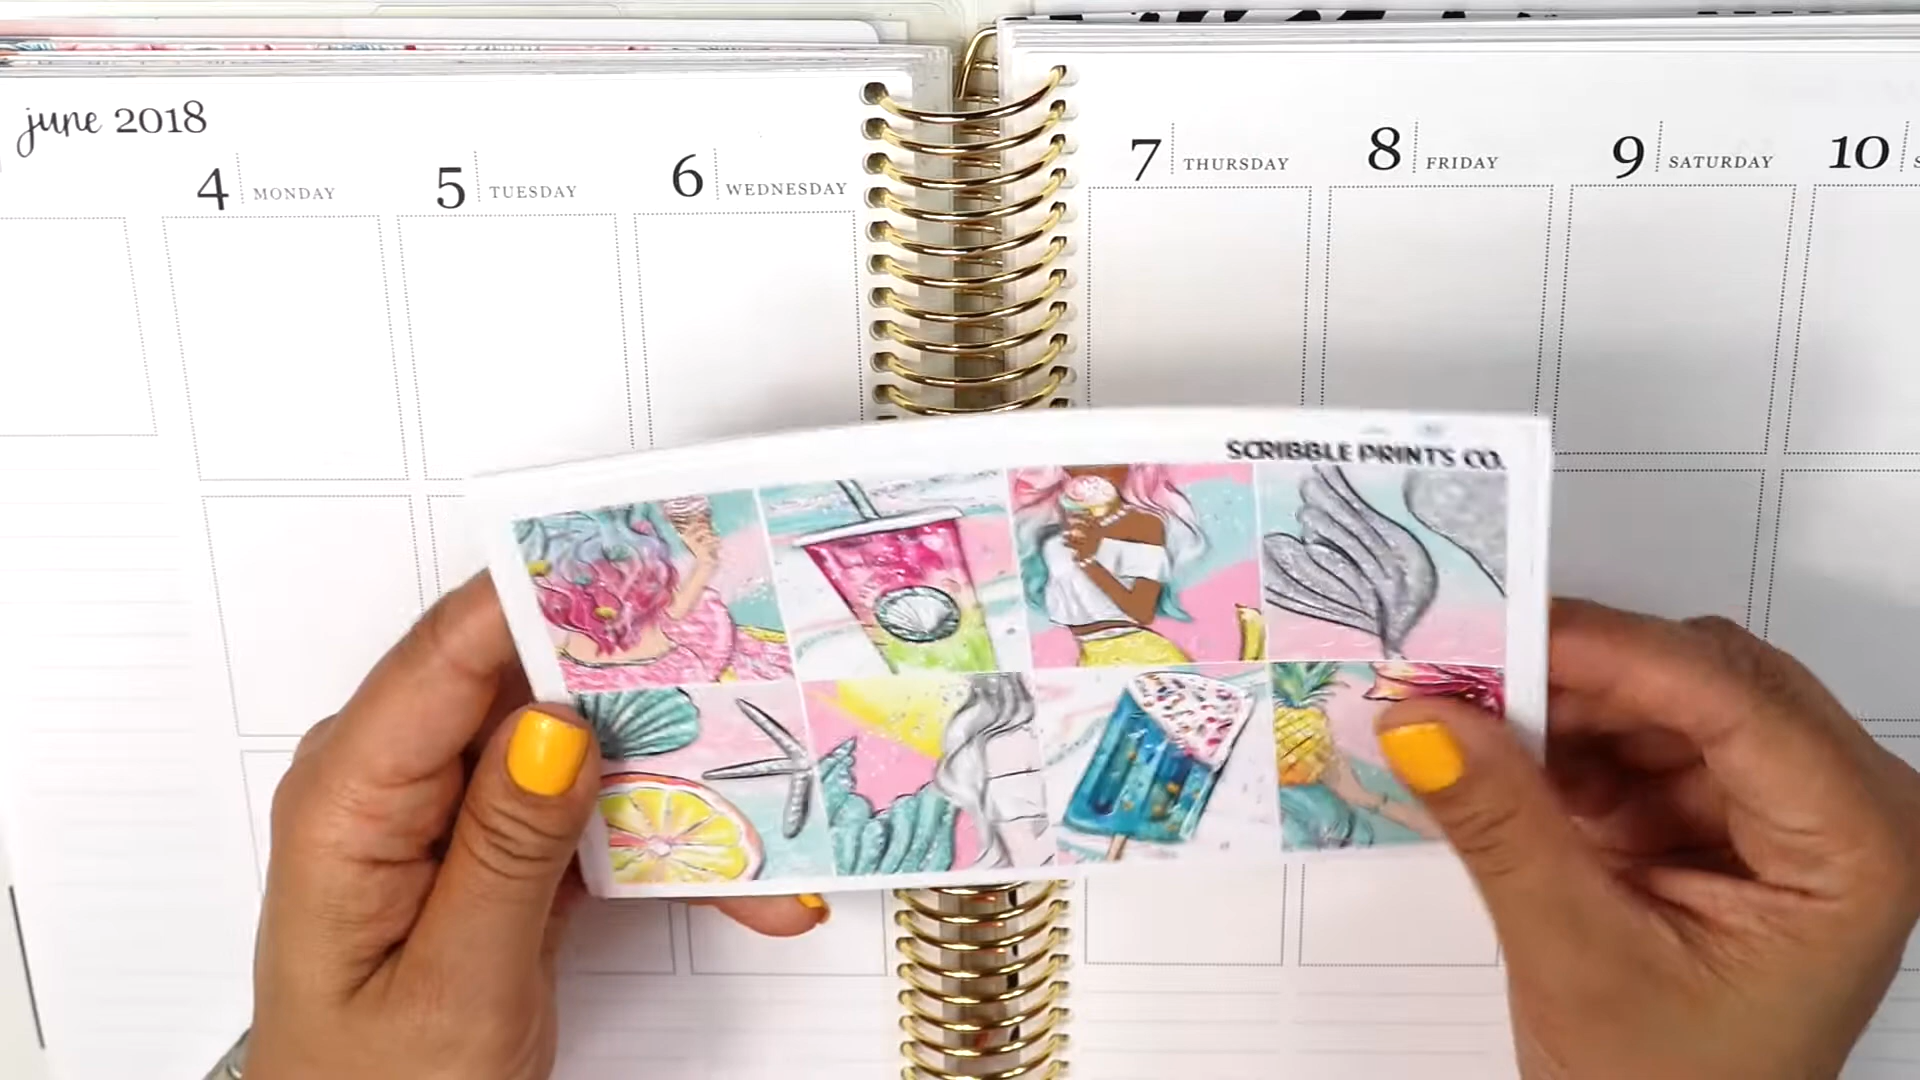 june 2018
4 MONDAY
5 TUESDAY
6 WEDNESDAY
7 THURSDAY
8 FRIDAY
9 SATURDAY
10
SCRIBBLE PRINTS CO.